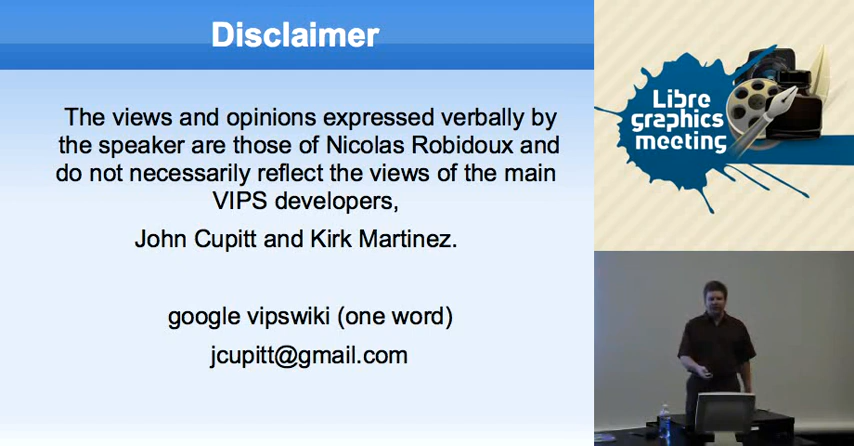 Disclaimer
The views and opinions expressed verbally by
the speaker are those of Nicolas Robidoux and
do not necessarily reflect the views of the main
VIPS developers,
John Cupitt and Kirk Martinez.
google vipswiki (one word)
jcupitt@gmail.com
Libre
graphics
meeting